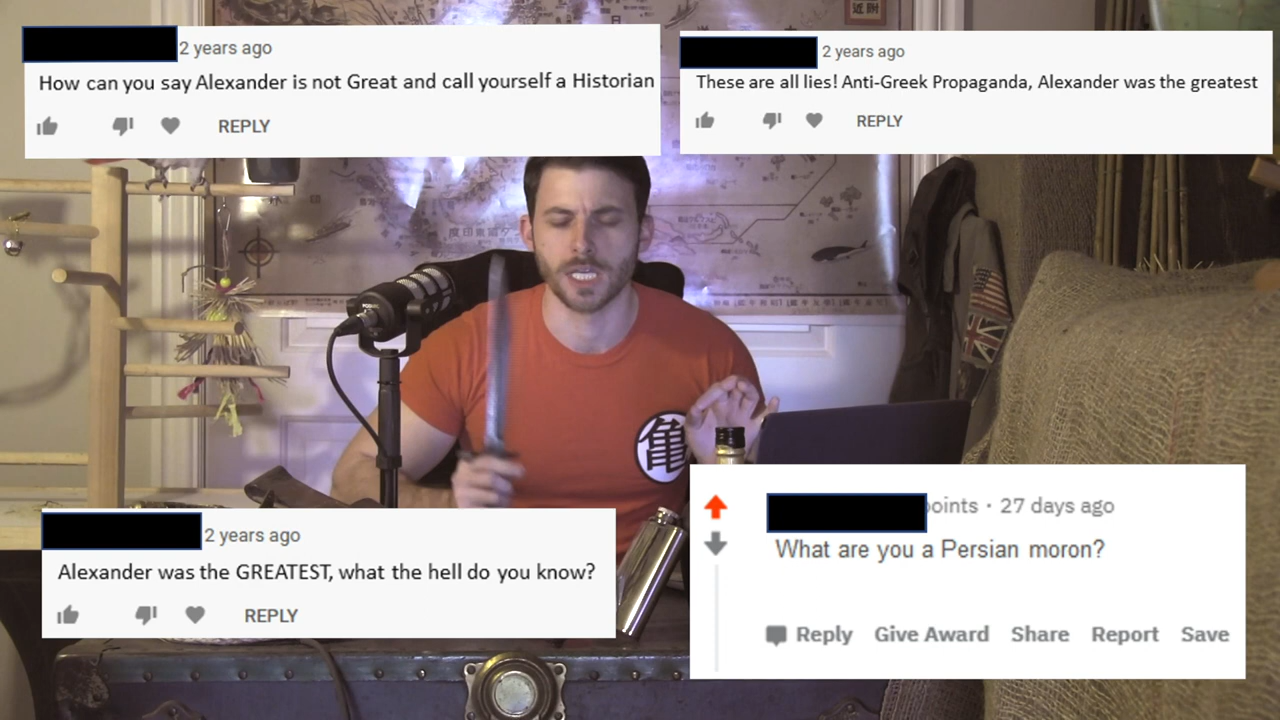 2 years ago
How can you say Alexander is not Great and call yourself a Historian
REPLY
2 years ago
These are all lies! Anti-Greek Propaganda, Alexander was the greatest
REPLY
亀
2 years ago
Alexander was the GREATEST, what the hell do you know?
REPLY
points · 27 days ago
What are you a Persian moron?
Reply Give Award Share Report Save